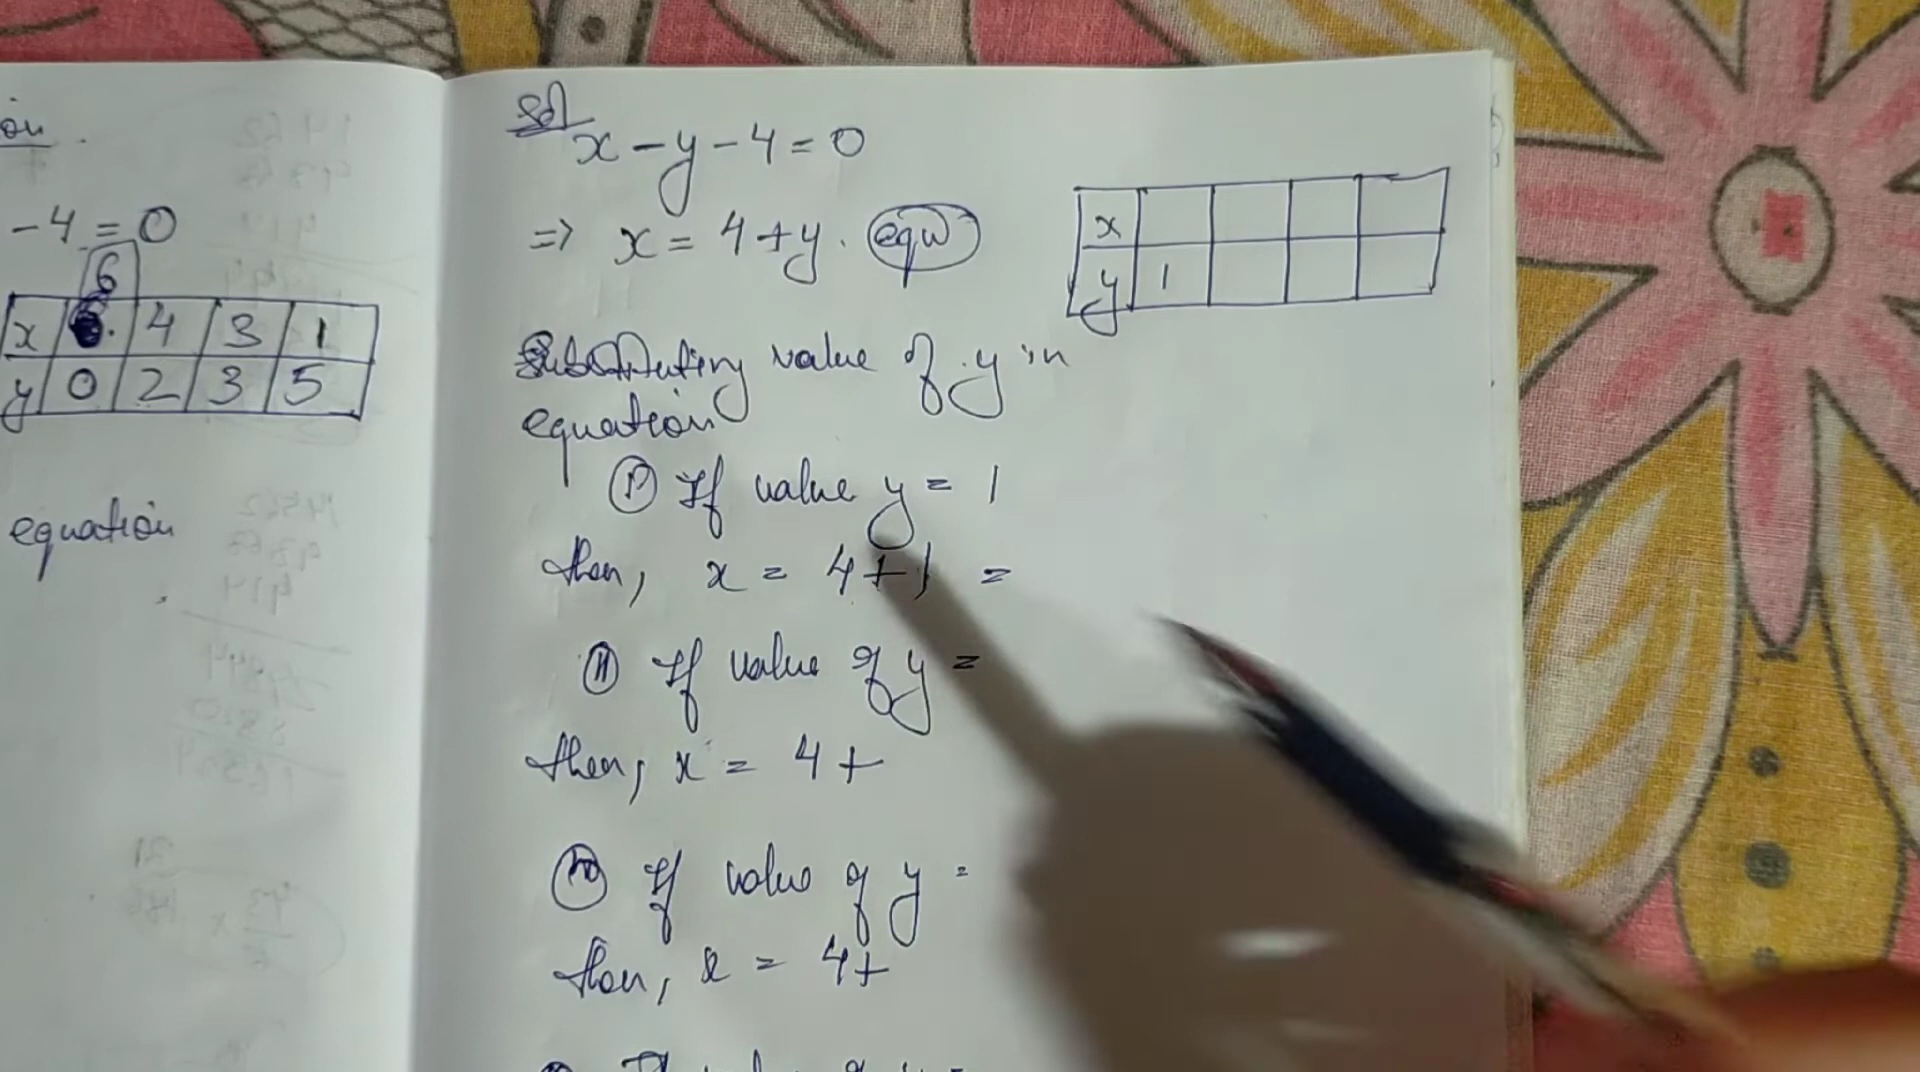 on.
-4=0
6
x 4 3 1
y 0 2 3 5
equation
Sol
x-y-4=0
=> x = 4+y. eqn
x
y 1
Substituting value of y in
equation
If value y = 1
then, x = 4+1 =
(ii) If value of y =
then, x = 4+
If value of y =
then, x = 4+